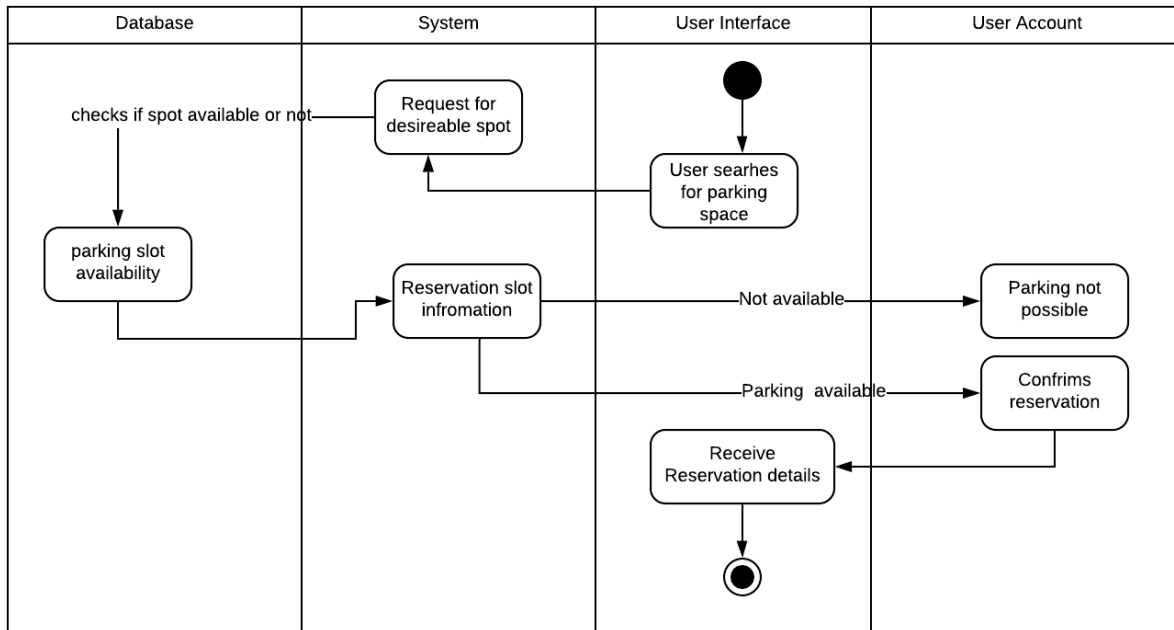 Database
System
User Interface
User Account
Request for
desireable spot
checks if spot available or not
User searhes
for parking
space
parking slot
availability
Reservation slot
infromation
Not available
Parking not
possible
Parking  available
Confrims
reservation
Receive
Reservation details